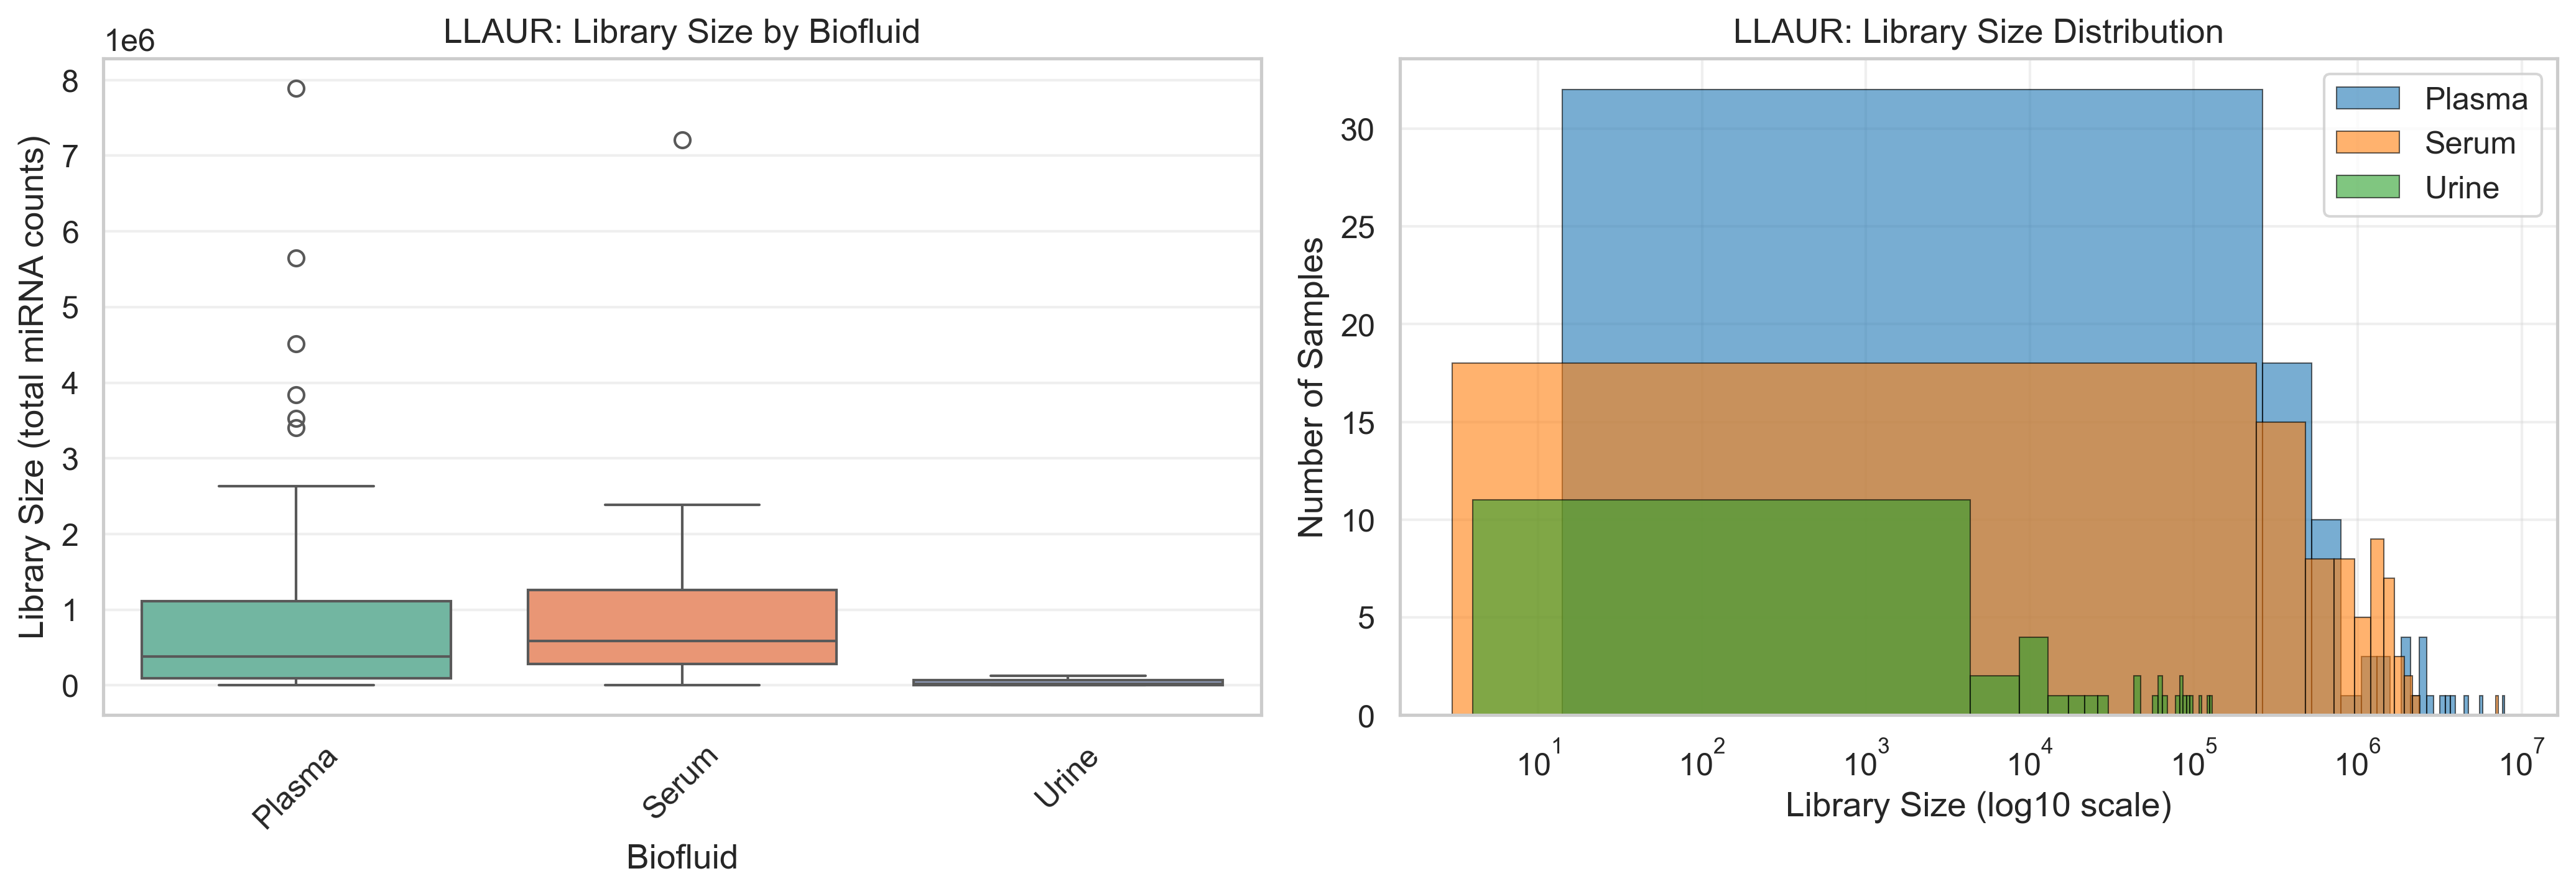 LLAUR: Library Size by Biofluid
1e6
8
7
6
5
4
3
2
1
0
Library Size (total miRNA counts)
Plasma
Serum
Urine
Biofluid
LLAUR: Library Size Distribution
Plasma
Serum
Urine
30
25
20
15
10
5
0
Number of Samples
10^1 10^2 10^3 10^4 10^5 10^6 10^7
Library Size (log10 scale)